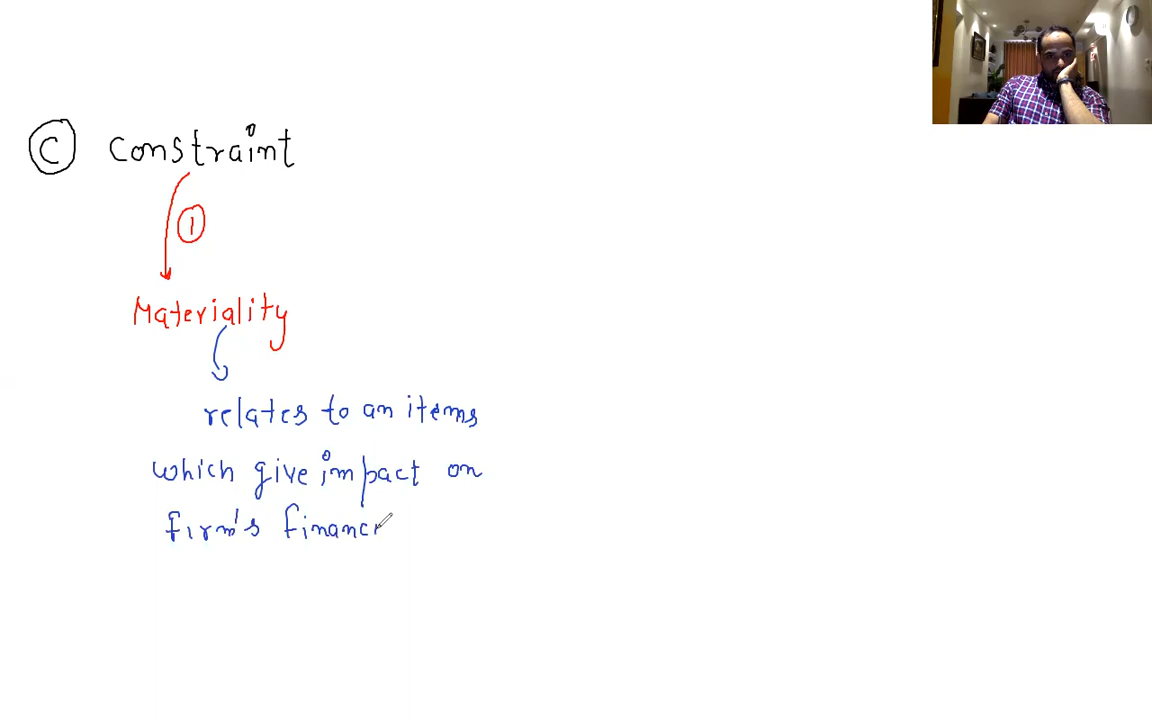 C constraint
1
Materiality
relates to an items
which give impact on
firm's financ